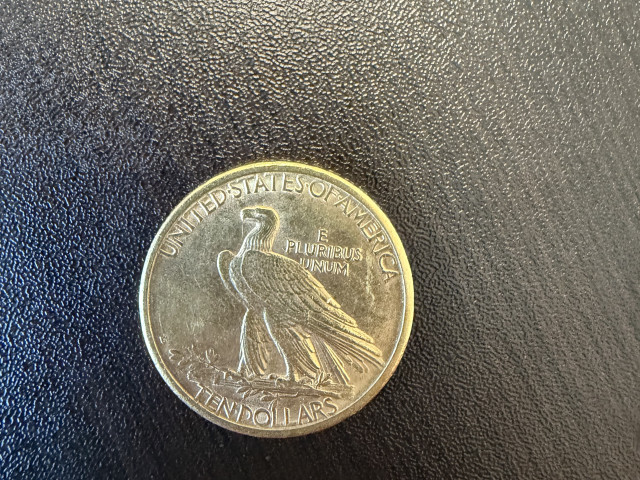 UNITED·STATES·OF·AMERICA
E
PLURIBUS
UNUM
TEN·DOLLARS